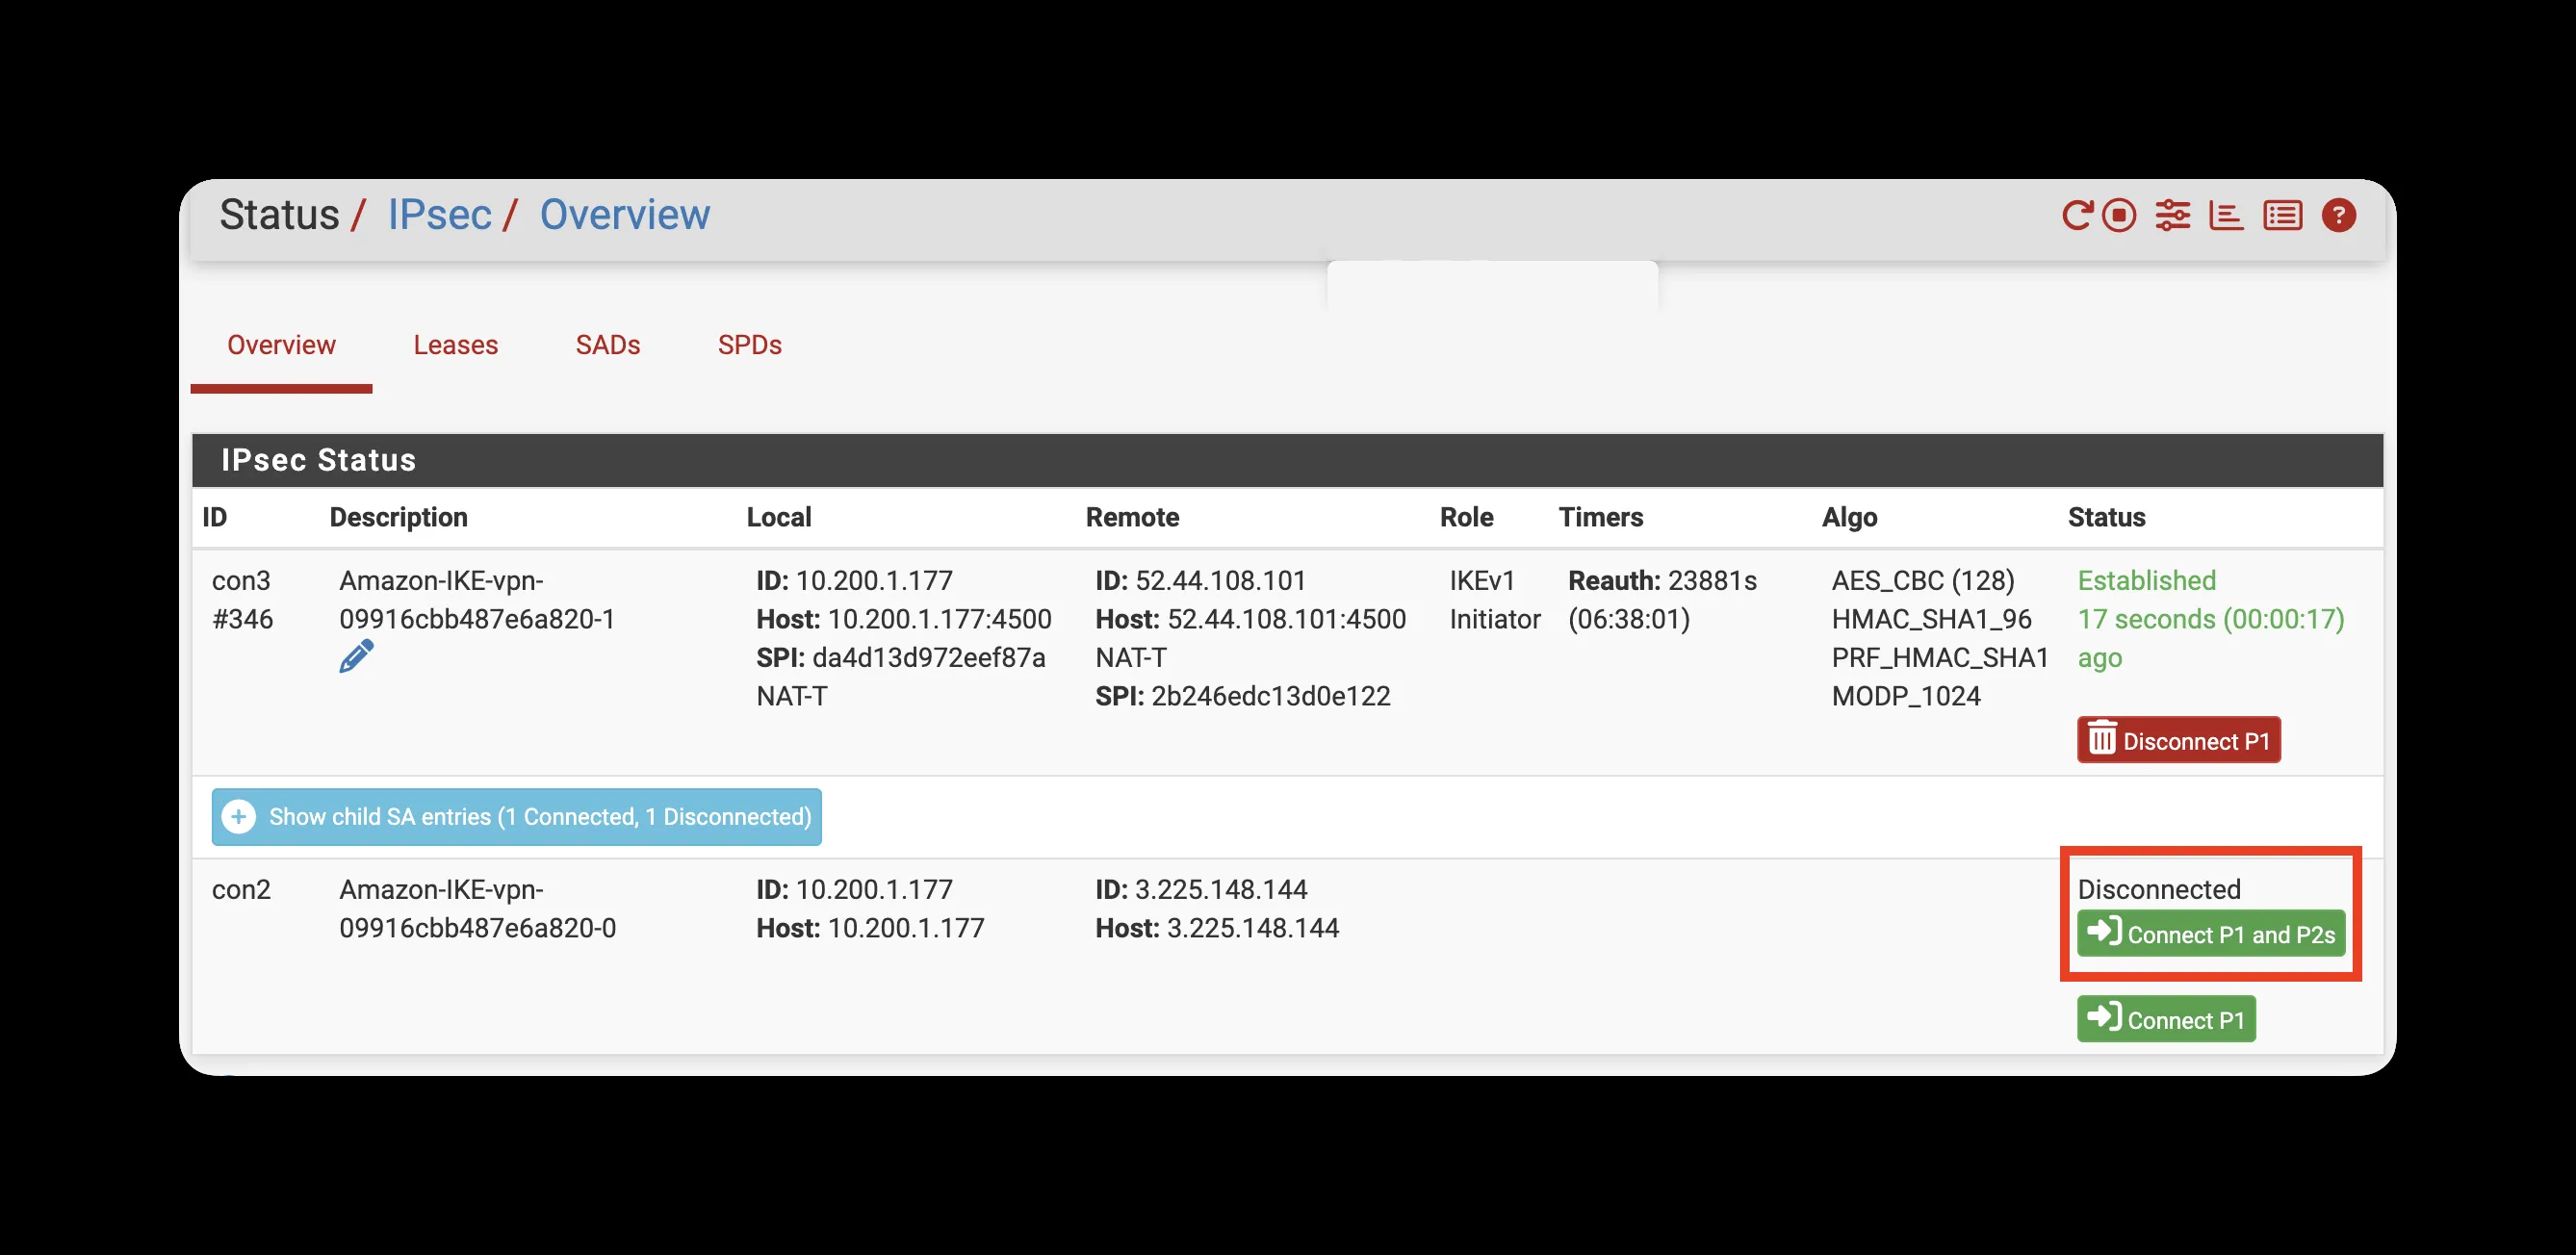 Status / IPsec / Overview
?
Overview Leases SADs SPDs
IPsec Status
ID Description Local Remote Role Timers Algo Status
con3
#346
Amazon-IKE-vpn-
09916cbb487e6a820-1
ID: 10.200.1.177
Host: 10.200.1.177:4500
SPI: da4d13d972eef87a
NAT-T
ID: 52.44.108.101
Host: 52.44.108.101:4500
NAT-T
SPI: 2b246edc13d0e122
IKEv1
Initiator
Reauth: 23881s
(06:38:01)
AES_CBC (128)
HMAC_SHA1_96
PRF_HMAC_SHA1
MODP_1024
Established
17 seconds (00:00:17)
ago
Disconnect P1
Show child SA entries (1 Connected, 1 Disconnected)
con2
Amazon-IKE-vpn-
09916cbb487e6a820-0
ID: 10.200.1.177
Host: 10.200.1.177
ID: 3.225.148.144
Host: 3.225.148.144
Disconnected
Connect P1 and P2s
Connect P1